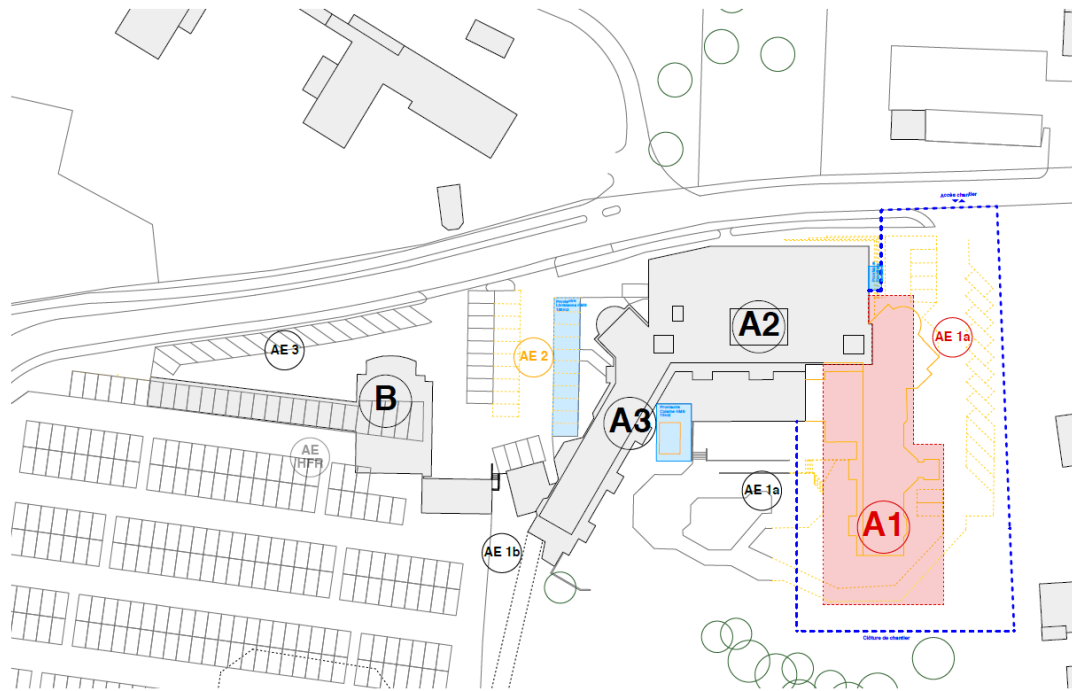 Accès chantier
A2
AE 1a
AE 3
AE 2
B
A3
AE
HFR
AE 1a
A1
AE 1b
Clôture de chantier